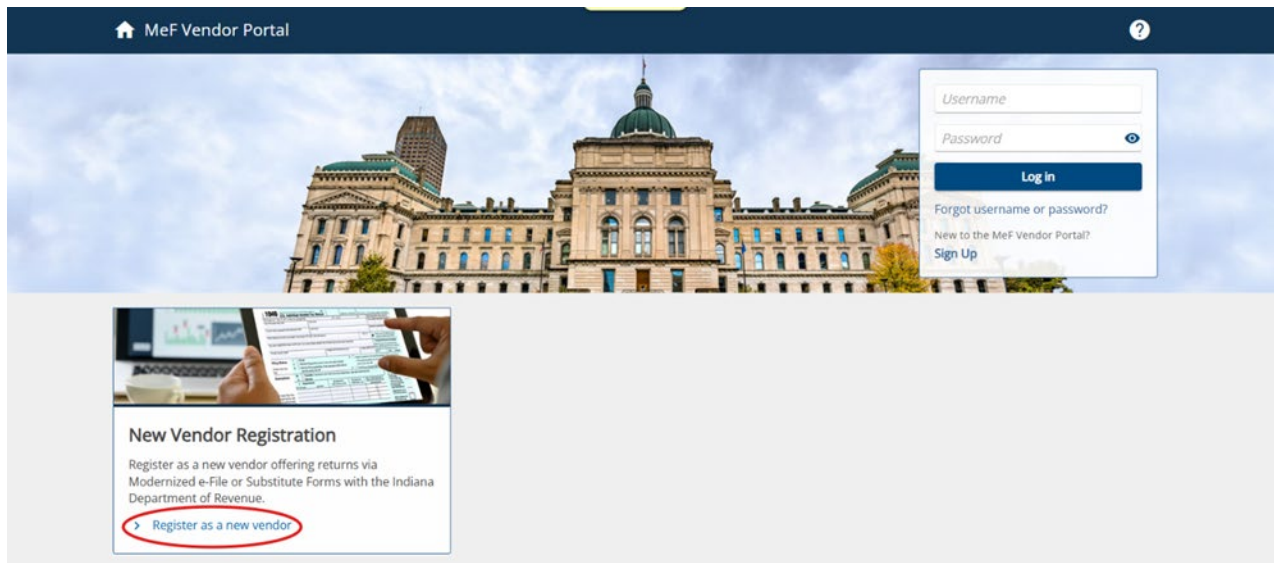 MeF Vendor Portal
?
Username
Password
Log in
Forgot username or password?
New to the MeF Vendor Portal?
Sign Up
1040
New Vendor Registration
Register as a new vendor offering returns via
Modernized e-File or Substitute Forms with the Indiana
Department of Revenue.
> Register as a new vendor